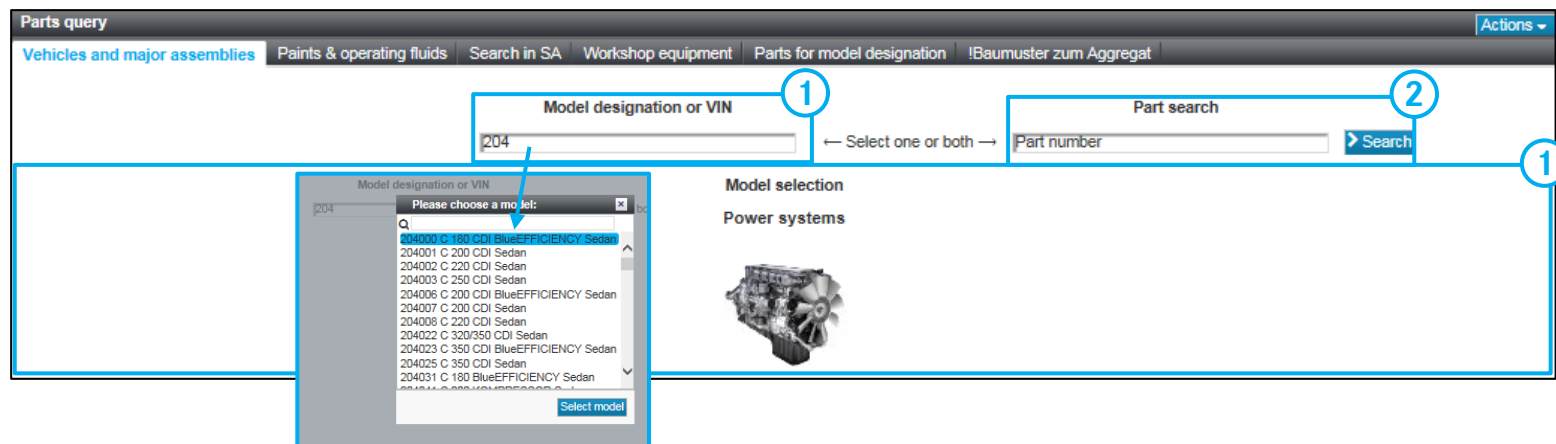 Parts query
Actions
Vehicles and major assemblies Paints & operating fluids Search in SA Workshop equipment Parts for model designation !Baumuster zum Aggregat
Model designation or VIN 1 Part search 2
204 ← Select one or both → Part number Search
1
Model selection
Power systems
Model designation or VIN
204
Please choose a model:
204000 C 180 CDI BlueEFFICIENCY Sedan
204001 C 200 CDI Sedan
204002 C 220 CDI Sedan
204003 C 250 CDI Sedan
204006 C 200 CDI BlueEFFICIENCY Sedan
204007 C 200 CDI Sedan
204008 C 220 CDI Sedan
204022 C 320/350 CDI Sedan
204023 C 350 CDI BlueEFFICIENCY Sedan
204025 C 350 CDI Sedan
204031 C 180 BlueEFFICIENCY Sedan
Select model